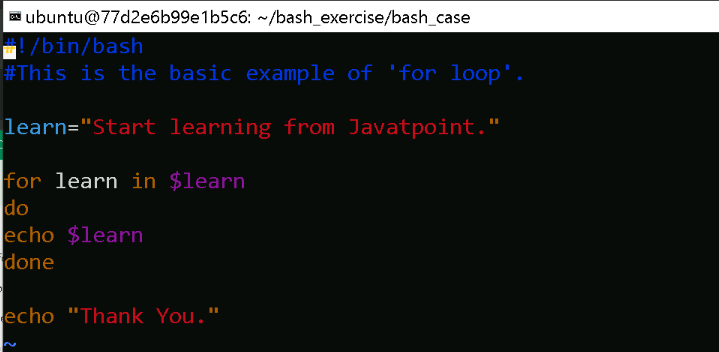 ubuntu@77d2e6b99e1b5c6: ~/bash_exercise/bash_case
#!/bin/bash
#This is the basic example of 'for loop'.
learn="Start learning from Javatpoint."
for learn in $learn
do
echo $learn
done
echo "Thank You."
~